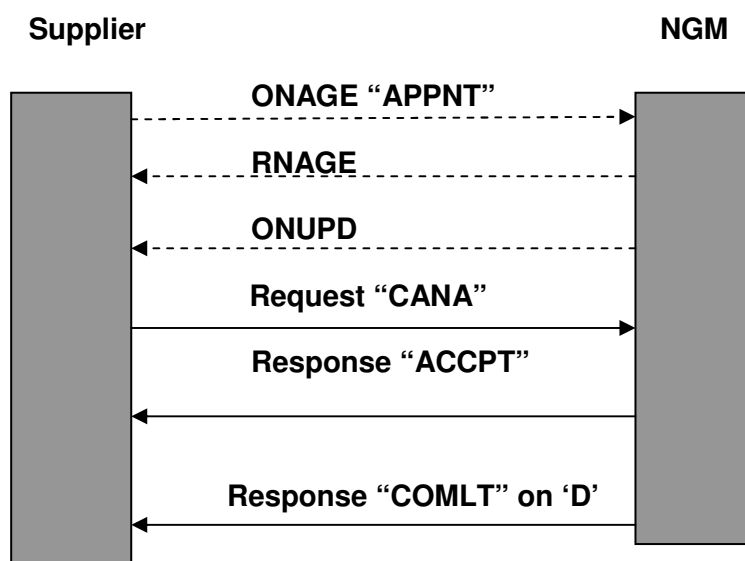 Supplier
NGM
ONAGE “APPNT”
RNAGE
ONUPD
Request “CANA”
Response “ACCPT”
Response “COMLT” on ‘D’